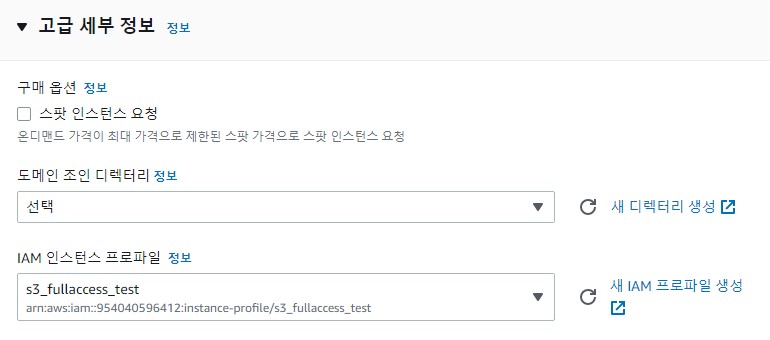 고급 세부 정보 정보
구매 옵션 정보
스팟 인스턴스 요청
온디맨드 가격이 최대 가격으로 제한된 스팟 가격으로 스팟 인스턴스 요청
도메인 조인 디렉터리 정보
선택
새 디렉터리 생성
IAM 인스턴스 프로파일 정보
s3_fullaccess_test
arn:aws:iam::954040596412:instance-profile/s3_fullaccess_test
새 IAM 프로파일 생성